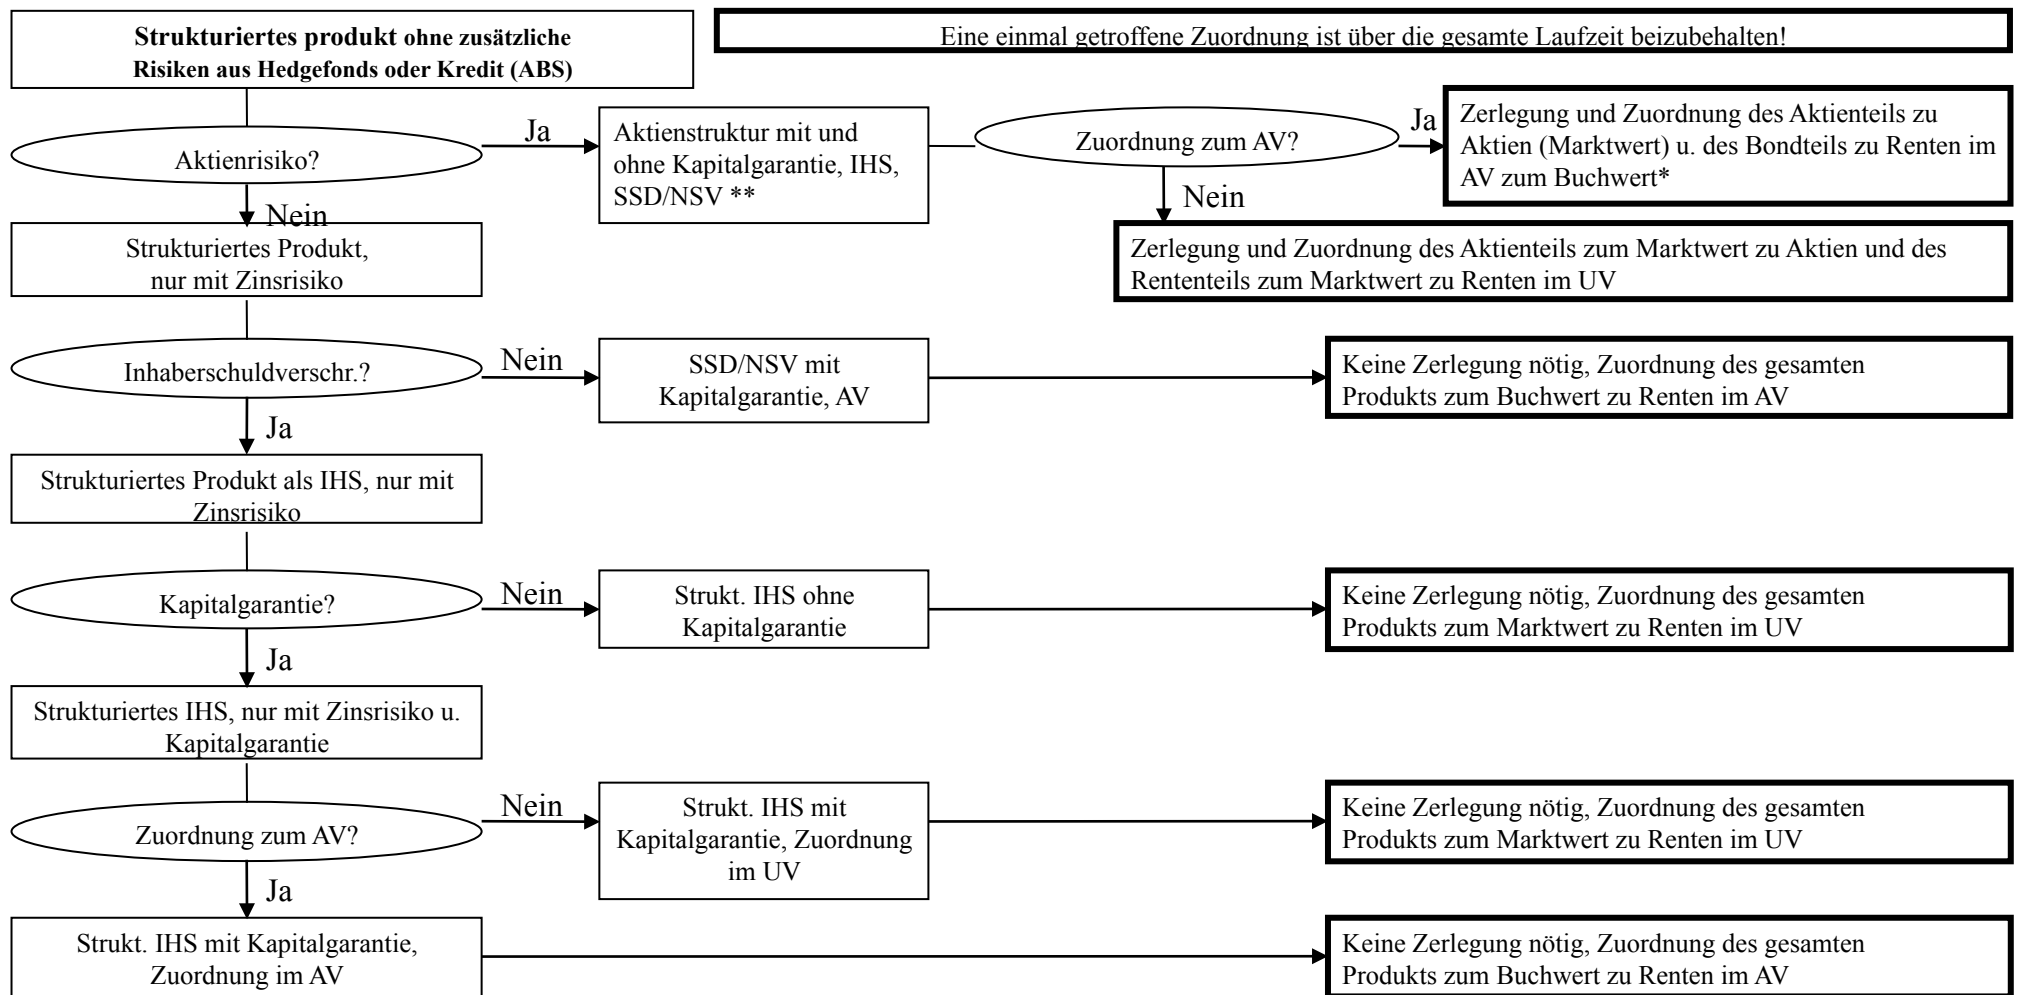 Strukturiertes produkt ohne zusätzliche
Risiken aus Hedgefonds oder Kredit (ABS)
Eine einmal getroffene Zuordnung ist über die gesamte Laufzeit beizubehalten!
Aktienrisiko?
Ja
Aktienstruktur mit und
ohne Kapitalgarantie, IHS,
SSD/NSV **
Zuordnung zum AV?
Ja
Zerlegung und Zuordnung des Aktienteils zu
Aktien (Marktwert) u. des Bondteils zu Renten im
AV zum Buchwert*
Nein
Nein
Strukturiertes Produkt,
nur mit Zinsrisiko
Zerlegung und Zuordnung des Aktienteils zum Marktwert zu Aktien und des
Rententeils zum Marktwert zu Renten im UV
Inhaberschuldverschr.?
Nein
SSD/NSV mit
Kapitalgarantie, AV
Keine Zerlegung nötig, Zuordnung des gesamten
Produkts zum Buchwert zu Renten im AV
Ja
Strukturiertes Produkt als IHS, nur mit
Zinsrisiko
Kapitalgarantie?
Nein
Strukt. IHS ohne
Kapitalgarantie
Keine Zerlegung nötig, Zuordnung des gesamten
Produkts zum Marktwert zu Renten im UV
Ja
Strukturiertes IHS, nur mit Zinsrisiko u.
Kapitalgarantie
Zuordnung zum AV?
Nein
Strukt. IHS mit
Kapitalgarantie, Zuordnung
im UV
Keine Zerlegung nötig, Zuordnung des gesamten
Produkts zum Marktwert zu Renten im UV
Ja
Strukt. IHS mit Kapitalgarantie,
Zuordnung im AV
Keine Zerlegung nötig, Zuordnung des gesamten
Produkts zum Buchwert zu Renten im AV